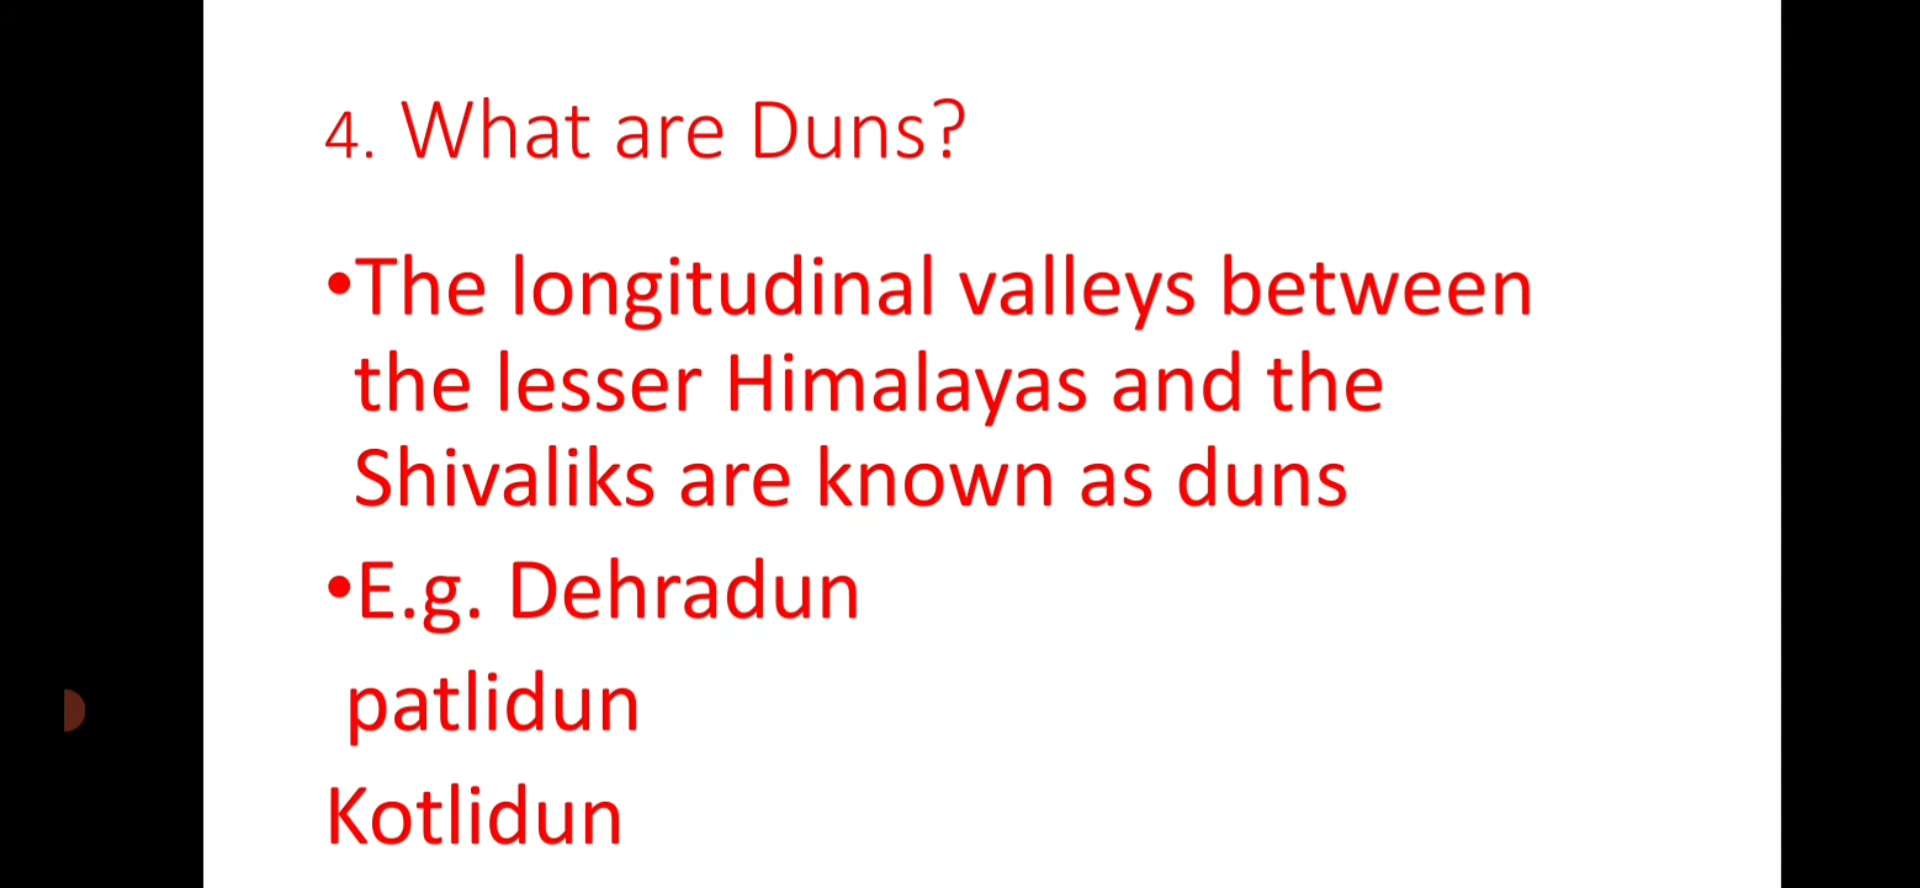 4. What are Duns?
•The longitudinal valleys between
the lesser Himalayas and the
Shivaliks are known as duns
•E.g. Dehradun
patlidun
Kotlidun